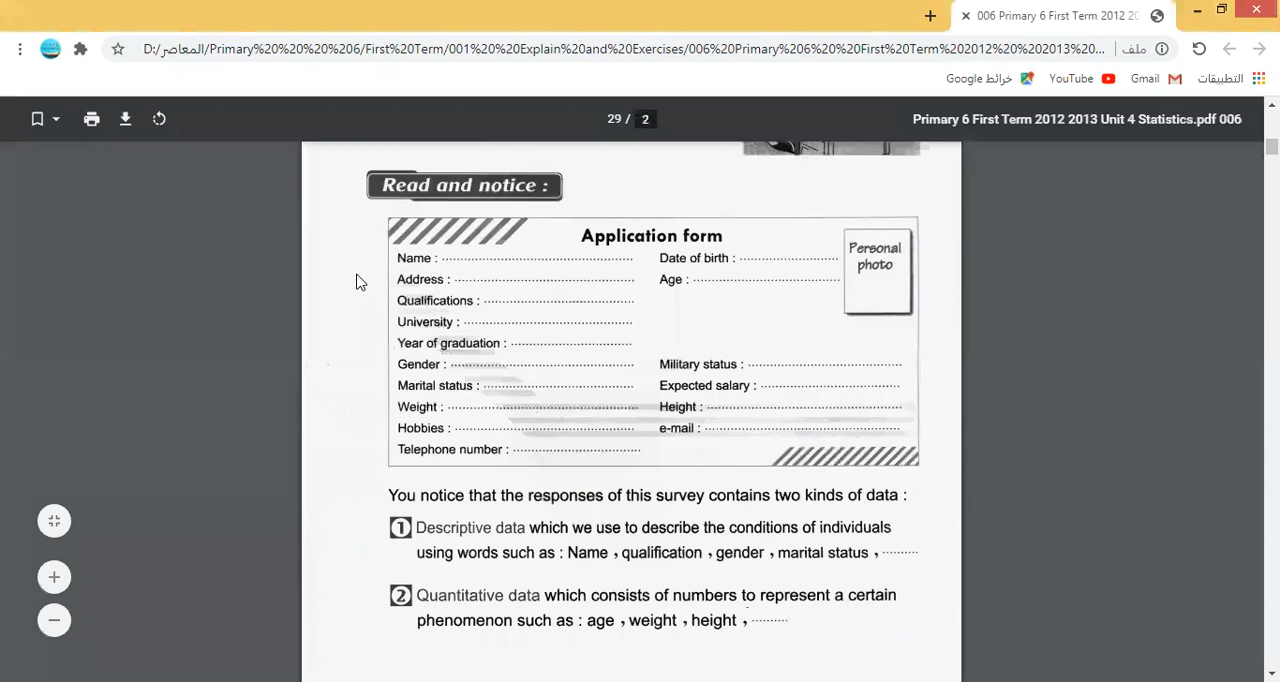 006 Primary 6 First Term 2012 20
D:/المعاصر/Primary%20%20%206/First%20Term/001%20%20Explain%20and%20Exercises/006%20Primary%206%20%20First%20Term%202012%20%202013%20...
ملف
خرائط Google
YouTube
Gmail
التطبيقات
29 / 2
Primary 6 First Term 2012 2013 Unit 4 Statistics.pdf 006
Read and notice :
Application form
Personal photo
Name : Date of birth :
Address : Age :
Qualifications :
University :
Year of graduation :
Gender : Military status :
Marital status : Expected salary :
Weight : Height :
Hobbies : e-mail :
Telephone number :
You notice that the responses of this survey contains two kinds of data :
1 Descriptive data which we use to describe the conditions of individuals
using words such as : Name , qualification , gender , marital status , .........
2 Quantitative data which consists of numbers to represent a certain
phenomenon such as : age , weight , height , .........